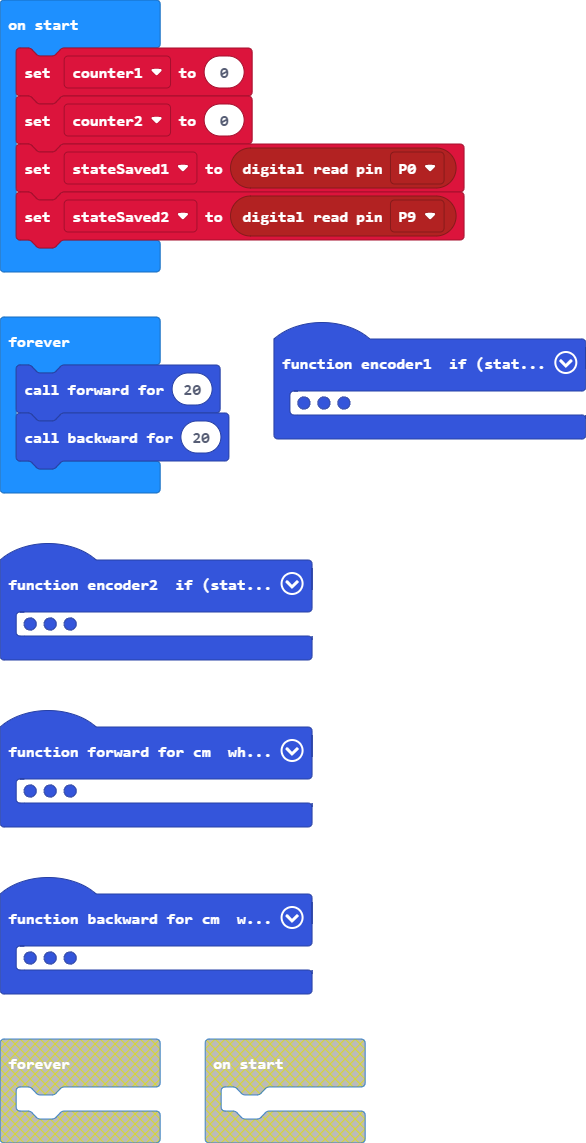 on start
set counter1 to 0
set counter2 to 0
set stateSaved1 to digital read pin P0
set stateSaved2 to digital read pin P9
forever
call forward for 20
call backward for 20
function encoder1 if (stat...
function encoder2 if (stat...
function forward for cm wh...
function backward for cm w...
forever
on start